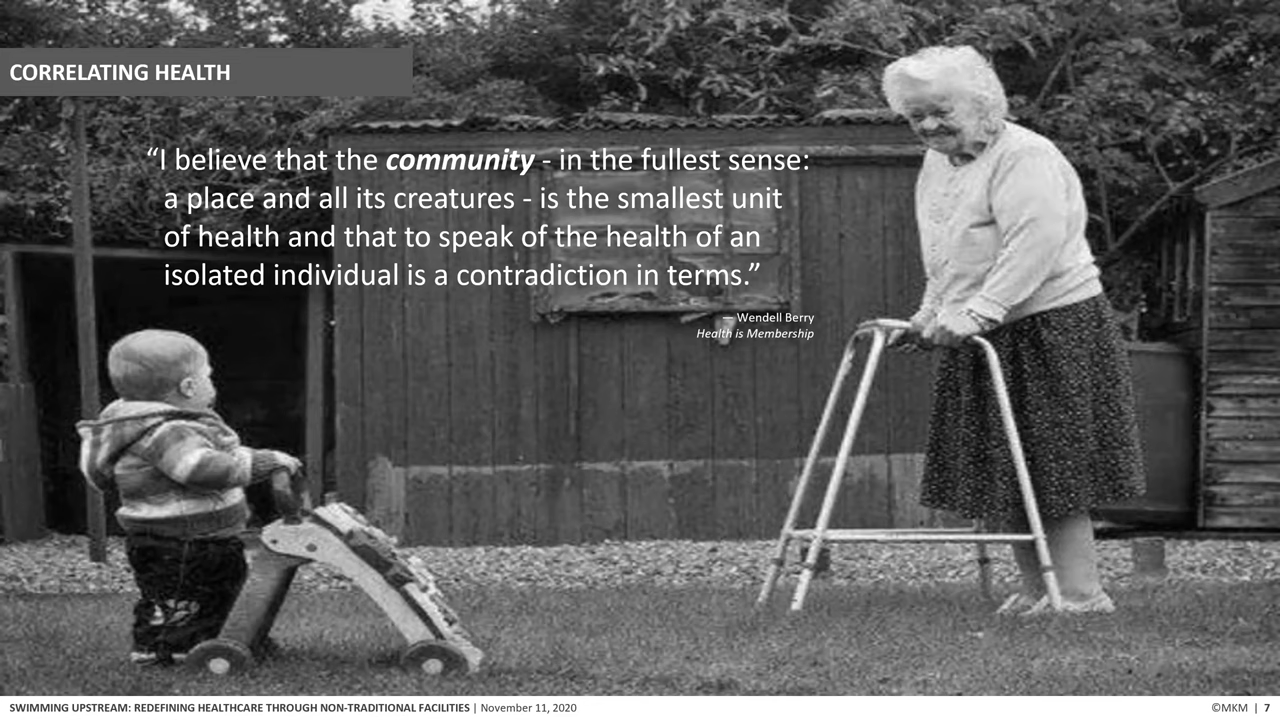 CORRELATING HEALTH
“I believe that the community - in the fullest sense:
a place and all its creatures - is the smallest unit
of health and that to speak of the health of an
isolated individual is a contradiction in terms.”
— Wendell Berry
Health is Membership
SWIMMING UPSTREAM: REDEFINING HEALTHCARE THROUGH NON-TRADITIONAL FACILITIES | November 11, 2020
©MKM | 7